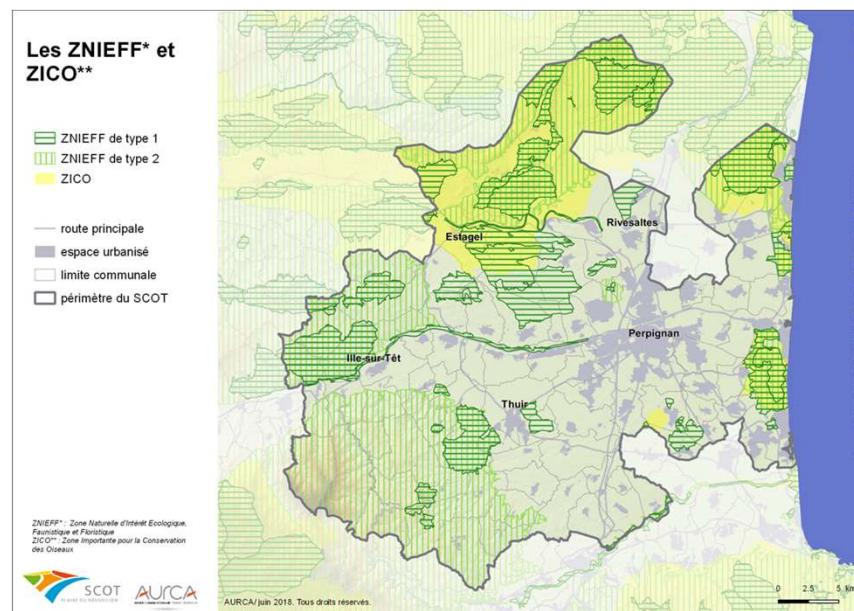 Les ZNIEFF* et
ZICO**
ZNIEFF de type 1
ZNIEFF de type 2
ZICO
route principale
espace urbanisé
limite communale
périmètre du SCOT
Estagel
Rivesaltes
Perpignan
Ille-sur-Têt
Thuir
ZNIEFF* : Zone Naturelle d'Intérêt Ecologique,
Faunistique et Floristique
ZICO** : Zone Importante pour la Conservation
des Oiseaux
SCOT
PLAINE DU ROUSSILLON
AURCA
AURCA/ juin 2018. Tous droits réservés.
0 2.5 5 km